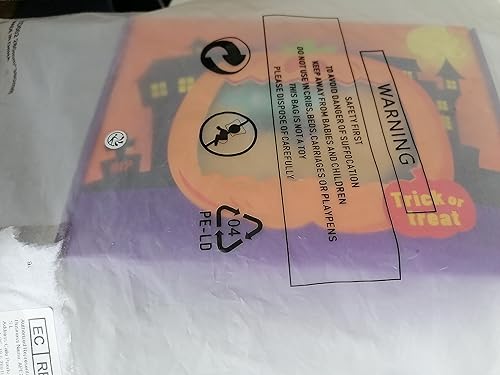 WARNING
SAFETY FIRST
TO AVOID DANGER OF SUFFOCATION
KEEP AWAY FROM BABIES AND CHILDREN
DO NOT USE IN CRIBS, BEDS, CARRIAGES OR PLAYPENS
THIS BAG IS NOT A TOY
PLEASE DISPOSE OF CAREFULLY
04
PE-LD
Trick or
Treat
EC